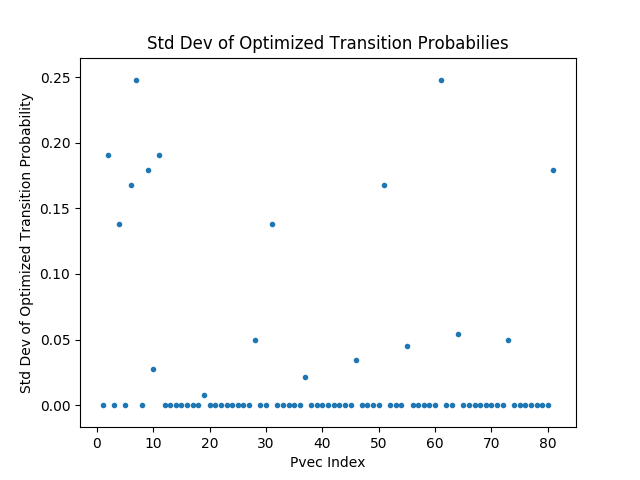 Std Dev of Optimized Transition Probabilies
Std Dev of Optimized Transition Probability
0.25
0.20
0.15
0.10
0.05
0.00
0 10 20 30 40 50 60 70 80
Pvec Index